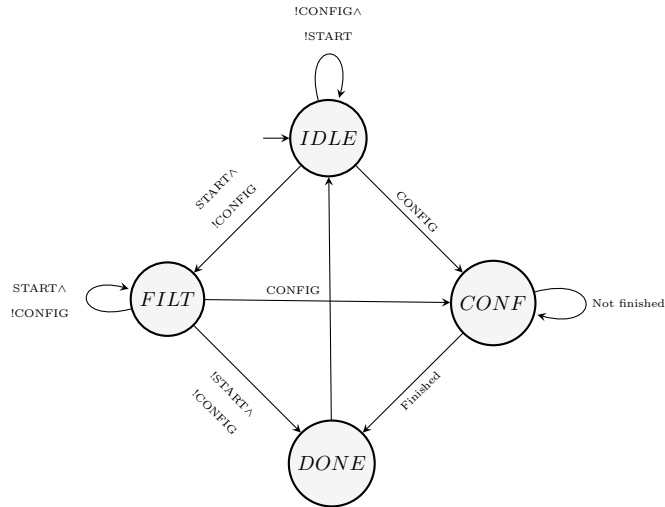 !CONFIG∧
!START
IDLE
START∧
!CONFIG
CONFIG
START∧
!CONFIG
FILT
CONFIG
CONF
Not finished
!START∧
!CONFIG
Finished
DONE